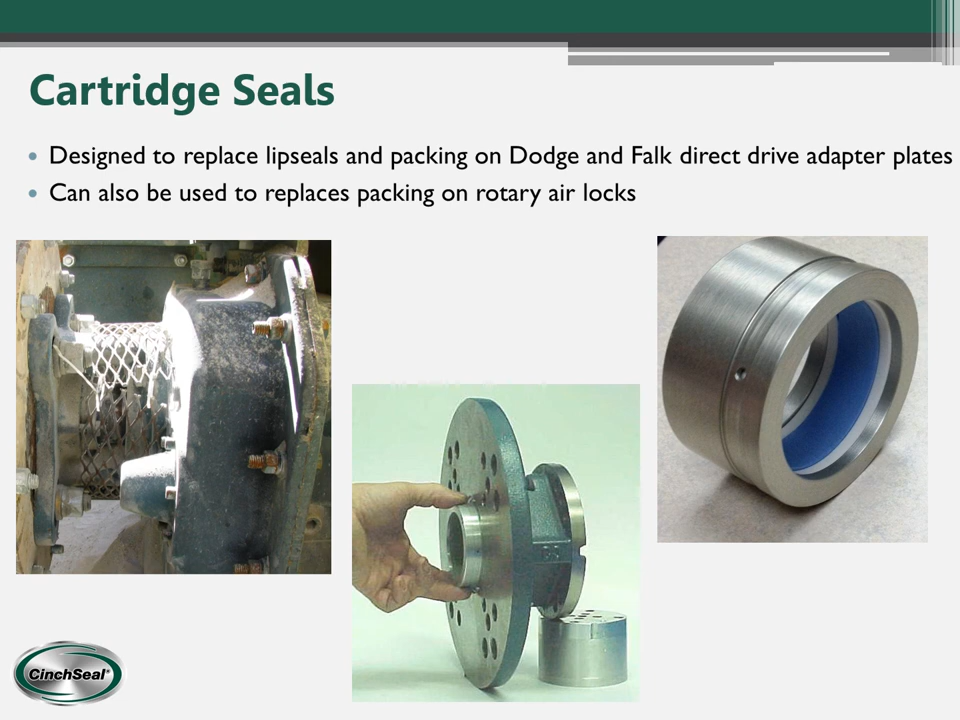 Cartridge Seals
• Designed to replace lipseals and packing on Dodge and Falk direct drive adapter plates
• Can also be used to replaces packing on rotary air locks
CinchSeal®